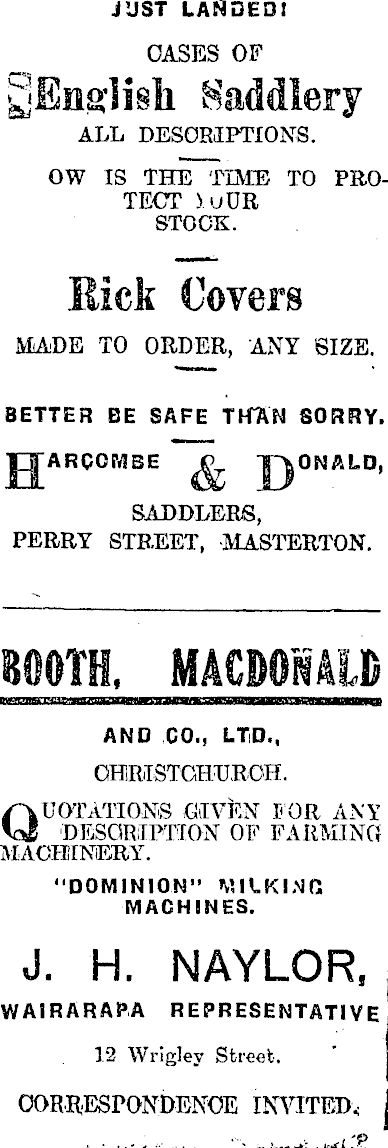 JUST LANDED!
CASES OF
English Saddlery
ALL DESCRIPTIONS.
OW IS THE TIME TO PRO-
TECT YOUR
STOCK.
Rick Covers
MADE TO ORDER, ANY SIZE.
BETTER BE SAFE THAN SORRY.
HARCOMBE & DONALD,
SADDLERS,
PERRY STREET, MASTERTON.
BOOTH, MACDONALD
AND CO., LTD.,
CHRISTCHURCH.
QUOTATIONS GIVEN FOR ANY
DESCRIPTION OF FARMING
MACHINERY.
"DOMINION" MILKING
MACHINES.
J. H. NAYLOR,
WAIRARAPA REPRESENTATIVE
12 Wrigley Street.
CORRESPONDENCE INVITED.